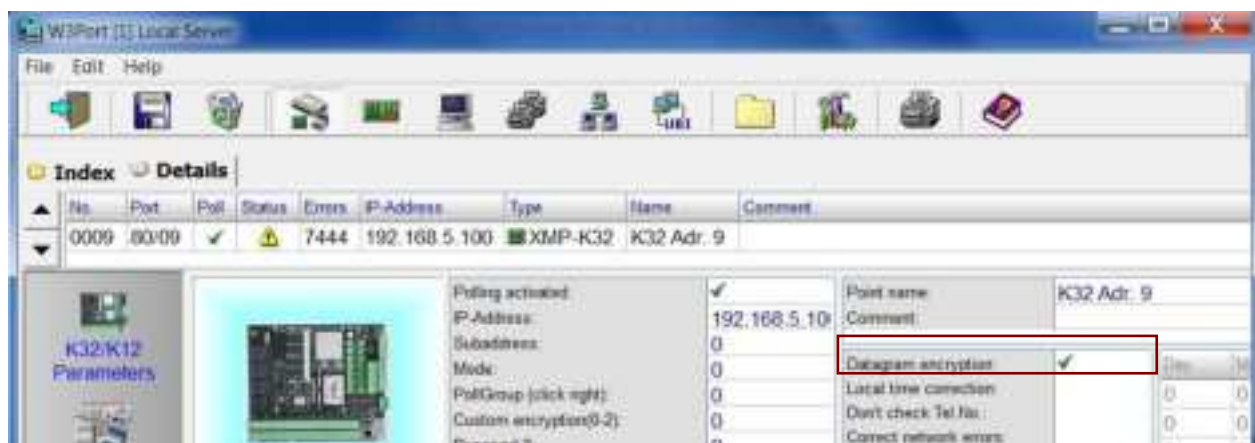 W3Port [1] Local Server
File Edit Help
UBI
Index Details
No. Port Poll Status Errors IP-Address Type Name Comment
0009 80/09 7444 192.168.5.100 XMP-K32 K32 Adr. 9
Polling activated: Point name: K32 Adr. 9
IP-Address: 192.168.5.10 Comment:
Subaddress: 0
K32/K12 Parameters
Mode: 0 Datagram encryption:
PollGroup (click right): 0 Local time correction 0 0
Custom encryption(0-2): 0 Don't check Tel.No.: 0 0
Correct network errors: